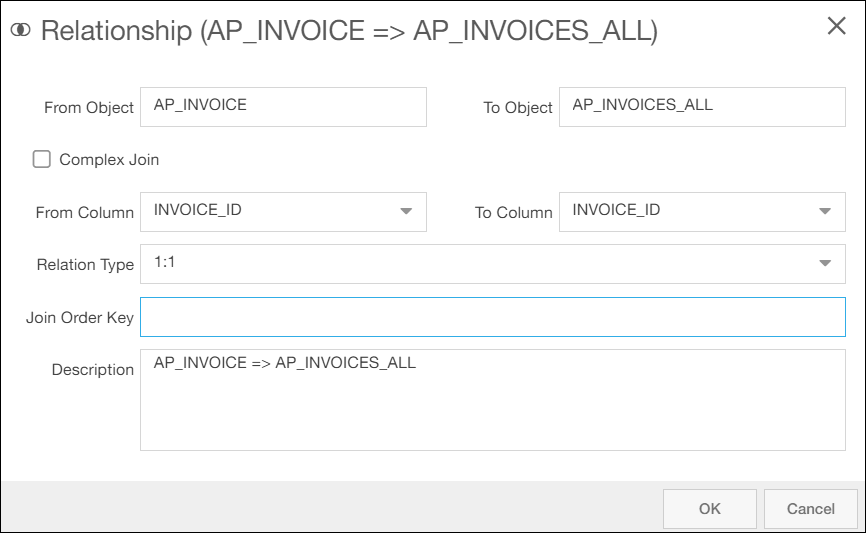 Relationship (AP_INVOICE => AP_INVOICES_ALL)
From Object AP_INVOICE To Object AP_INVOICES_ALL
Complex Join
From Column INVOICE_ID To Column INVOICE_ID
Relation Type 1:1
Join Order Key
Description AP_INVOICE => AP_INVOICES_ALL
OK Cancel